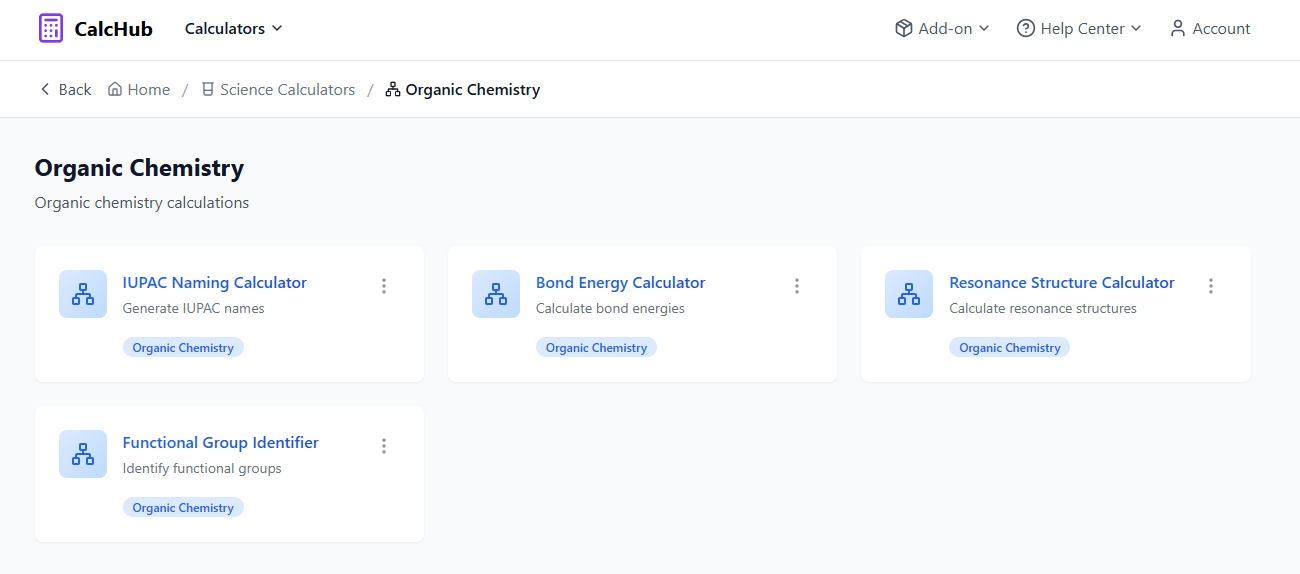 CalcHub
Calculators
Add-on
Help Center
Account
Back
Home
/
Science Calculators
/
Organic Chemistry
Organic Chemistry
Organic chemistry calculations
IUPAC Naming Calculator
Generate IUPAC names
Organic Chemistry
Bond Energy Calculator
Calculate bond energies
Organic Chemistry
Resonance Structure Calculator
Calculate resonance structures
Organic Chemistry
Functional Group Identifier
Identify functional groups
Organic Chemistry